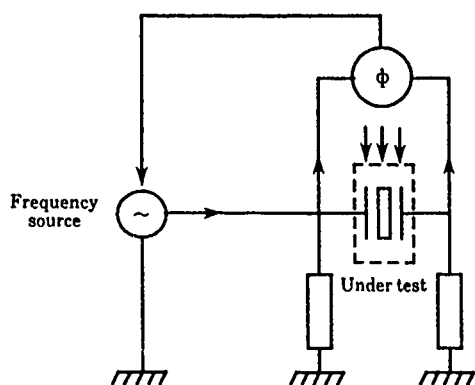 ϕ
Frequency
source
~
Under test